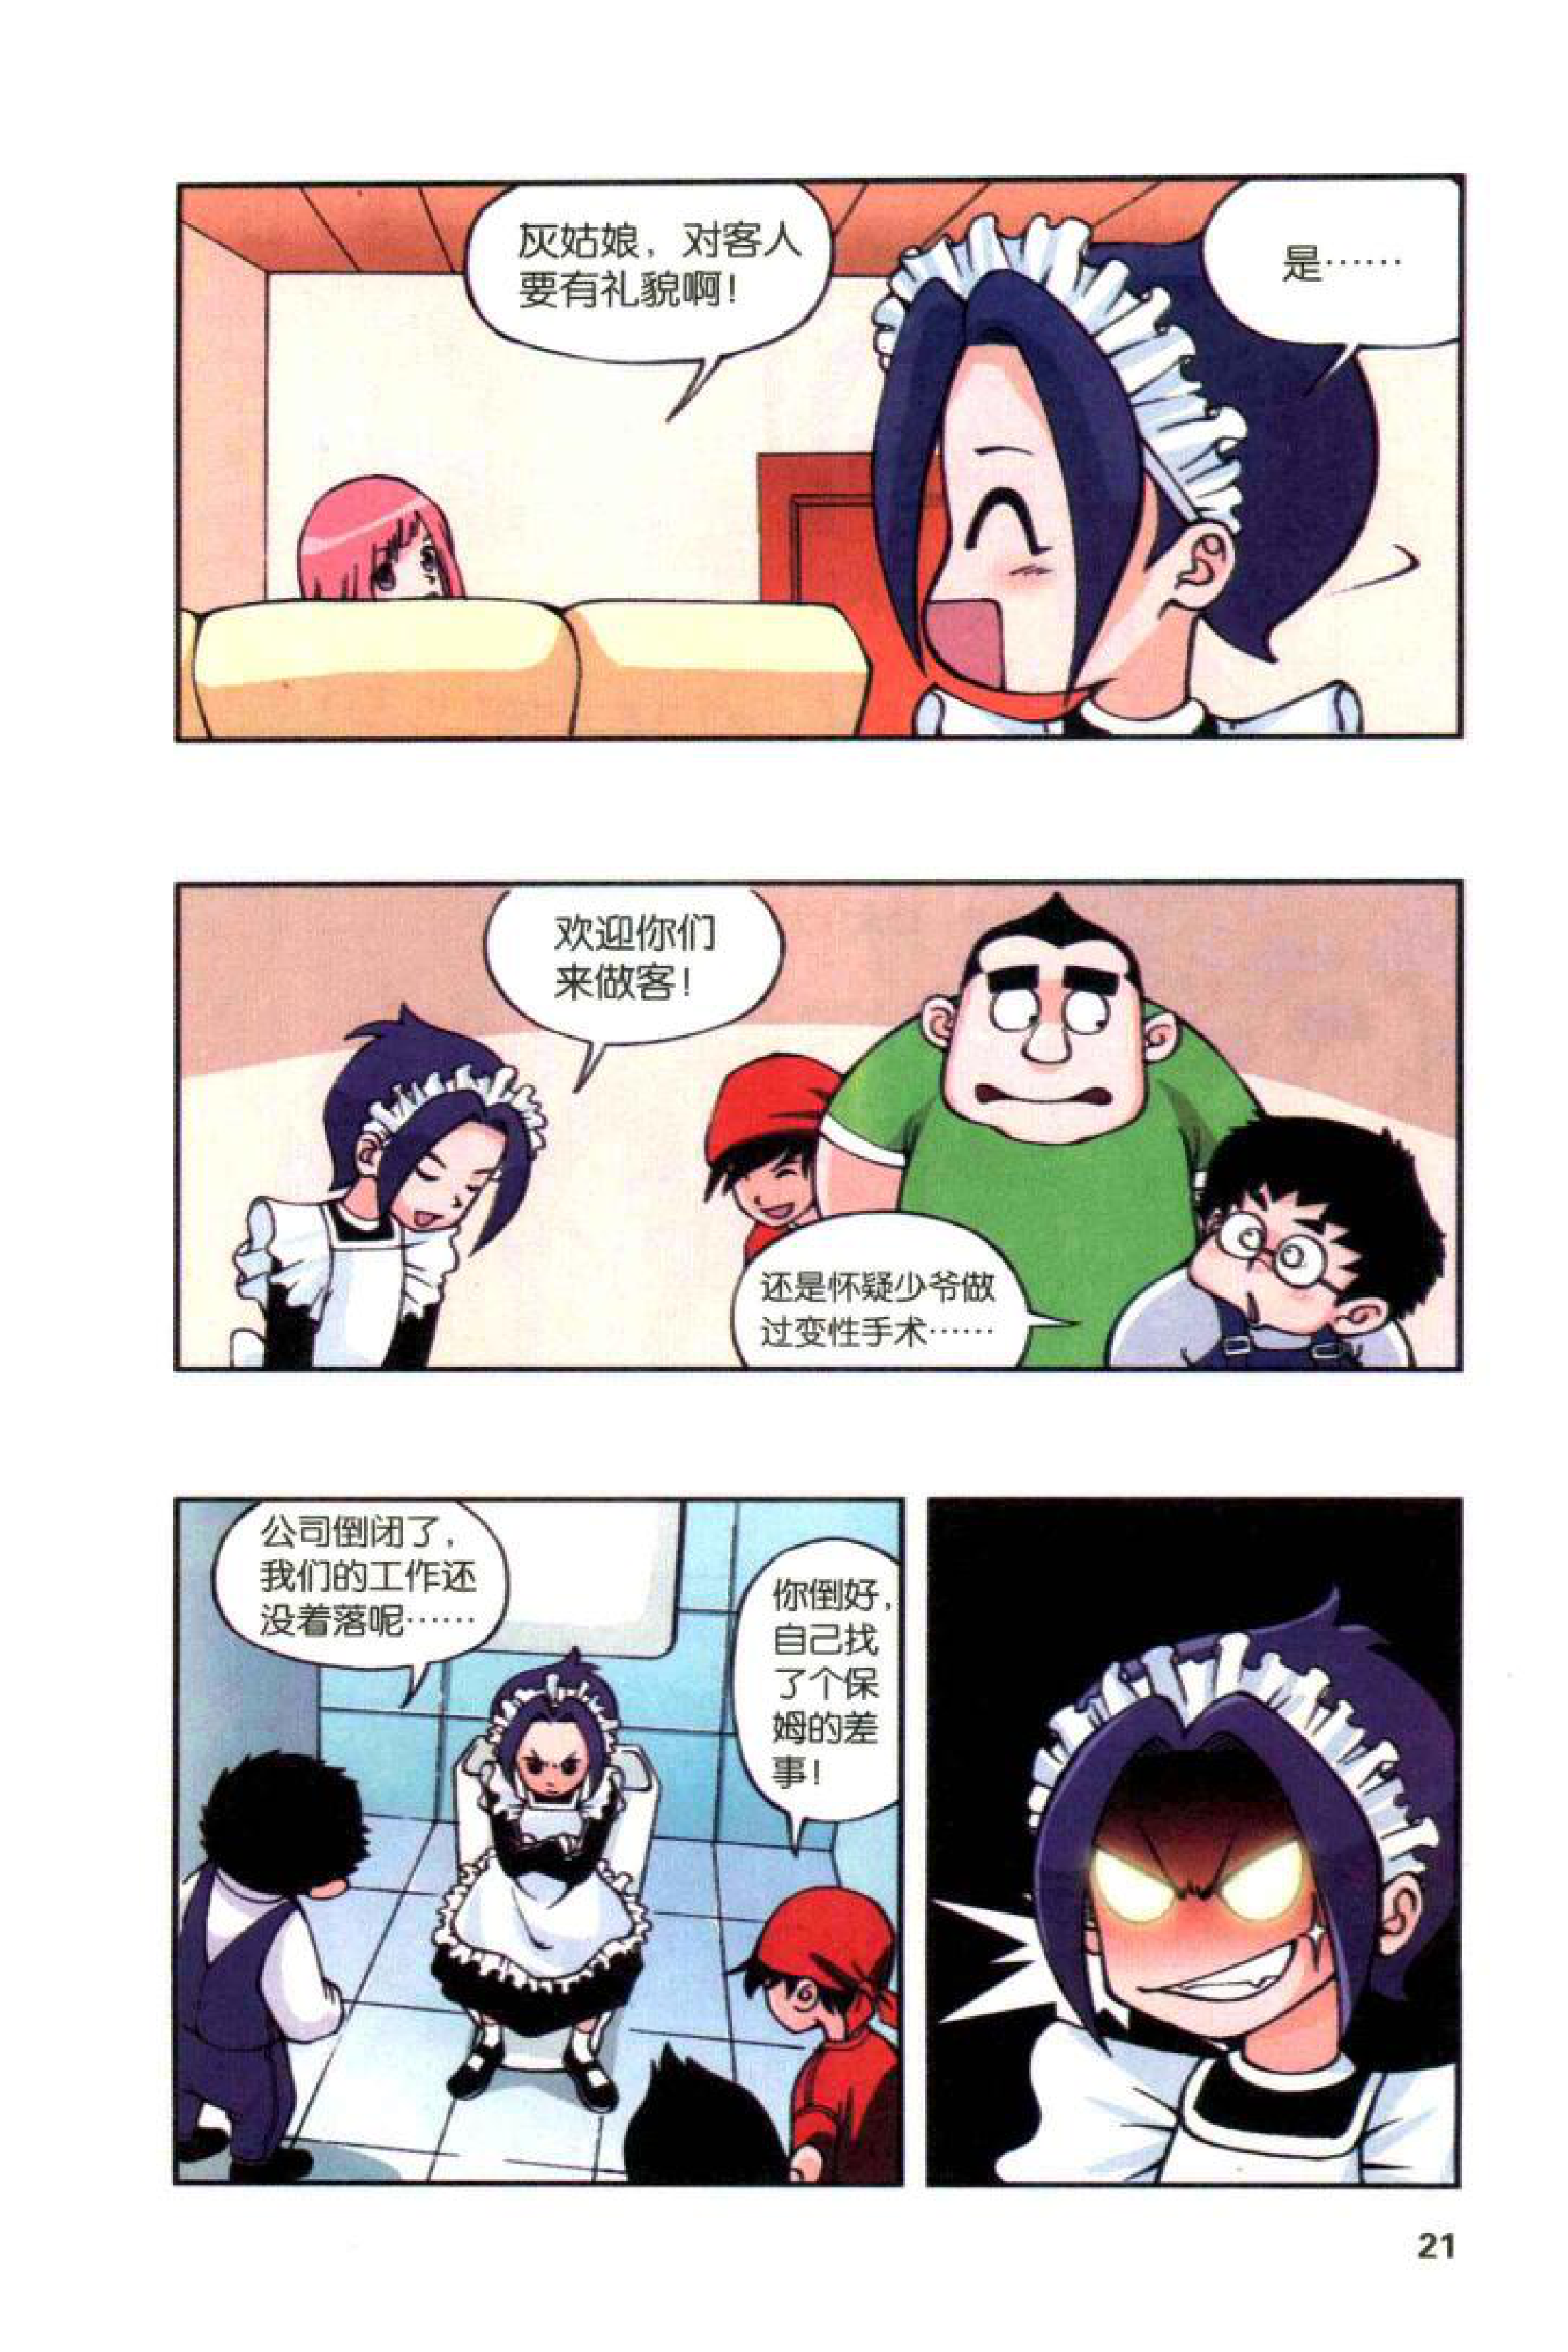 灰姑娘，对客人
要有礼貌啊！
是……
欢迎你们
来做客！
还是怀疑少爷做
过变性手术……
公司倒闭了，
我们的工作还
没着落呢……
你倒好，
自己找
了个保
姆的差
事！
21